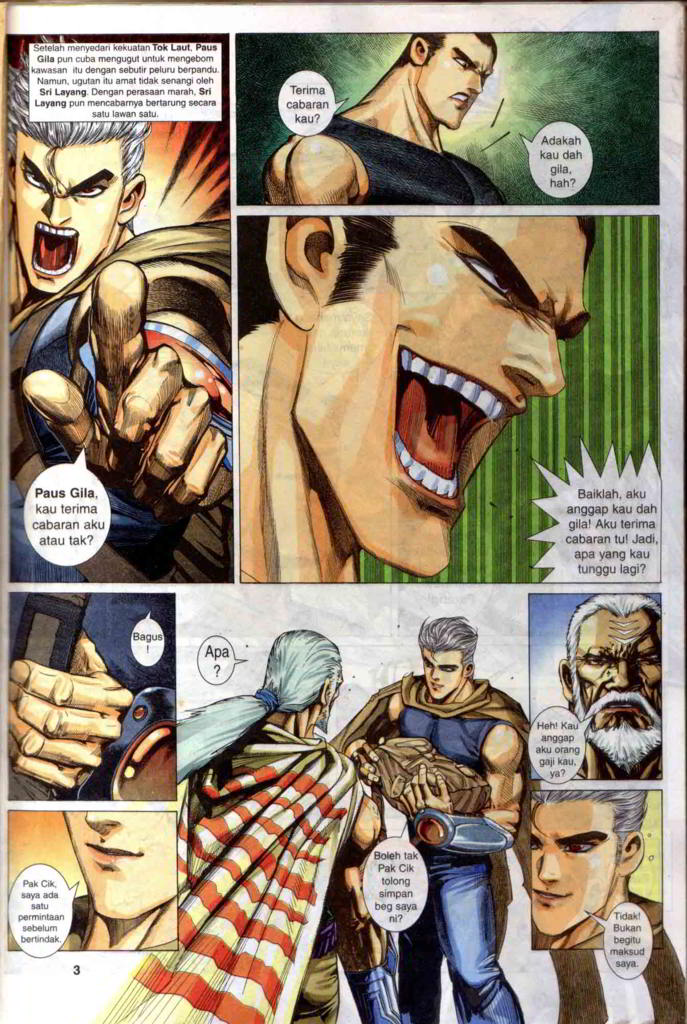 Setelah menyedari kekuatan Tok Laut, Paus
Gila pun cuba mengugut untuk mengebom
kawasan itu dengan sebutir peluru berpandu.
Namun, ugutan itu amat tidak senangi oleh
Sri Layang. Dengan perasaan marah, Sri
Layang pun mencabarnya bertarung secara
satu lawan satu.
Paus Gila,
kau terima
cabaran aku
atau tak?
Terima
cabaran
kau?
Adakah
kau dah
gila,
hah?
Baiklah, aku
anggap kau dah
gila! Aku terima
cabaran tu! Jadi,
apa yang kau
tunggu lagi?
Bagus
!
Pak Cik,
saya ada
satu
permintaan
sebelum
bertindak.
Apa
?
Boleh tak
Pak Cik
tolong
simpan
beg saya
ni?
Heh! Kau
anggap
aku orang
gaji kau,
ya?
Tidak!
Bukan
begitu
maksud
saya.
3